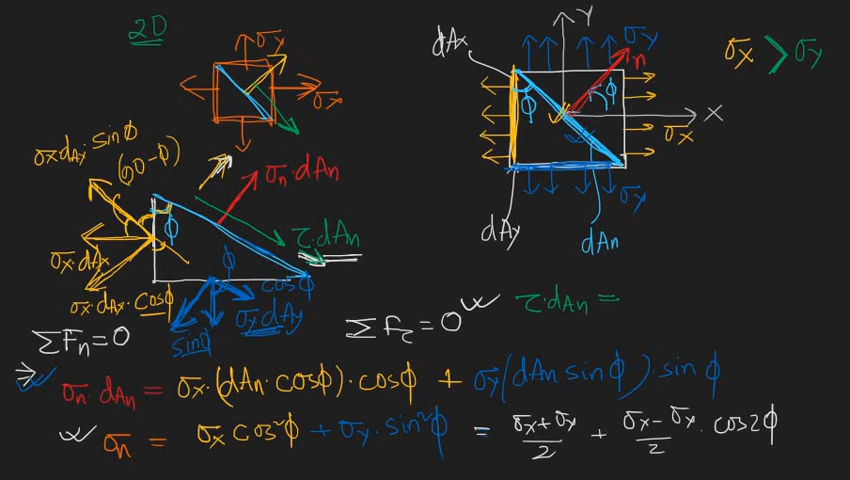 2D
σy
σx
dAx
Y
σy
n
σx > σy
ϕ
ϕ
X
σx
σy
dAy
dAn
σx·dAx·sinϕ
(90-ϕ)
σn·dAn
ϕ
τ·dAn
σx·dAx
σx·dAx·cosϕ
ϕ
cosϕ
σx dAy
sinϕ
ΣFn=0
ΣFτ=0
τ·dAn =
σn·dAn = σx·(dAn·cosϕ)·cosϕ + σy(dAn sinϕ)·sinϕ
σn = σx cos²ϕ + σy·sin²ϕ = σx+σy/2 + σx-σy/2 · cos2ϕ